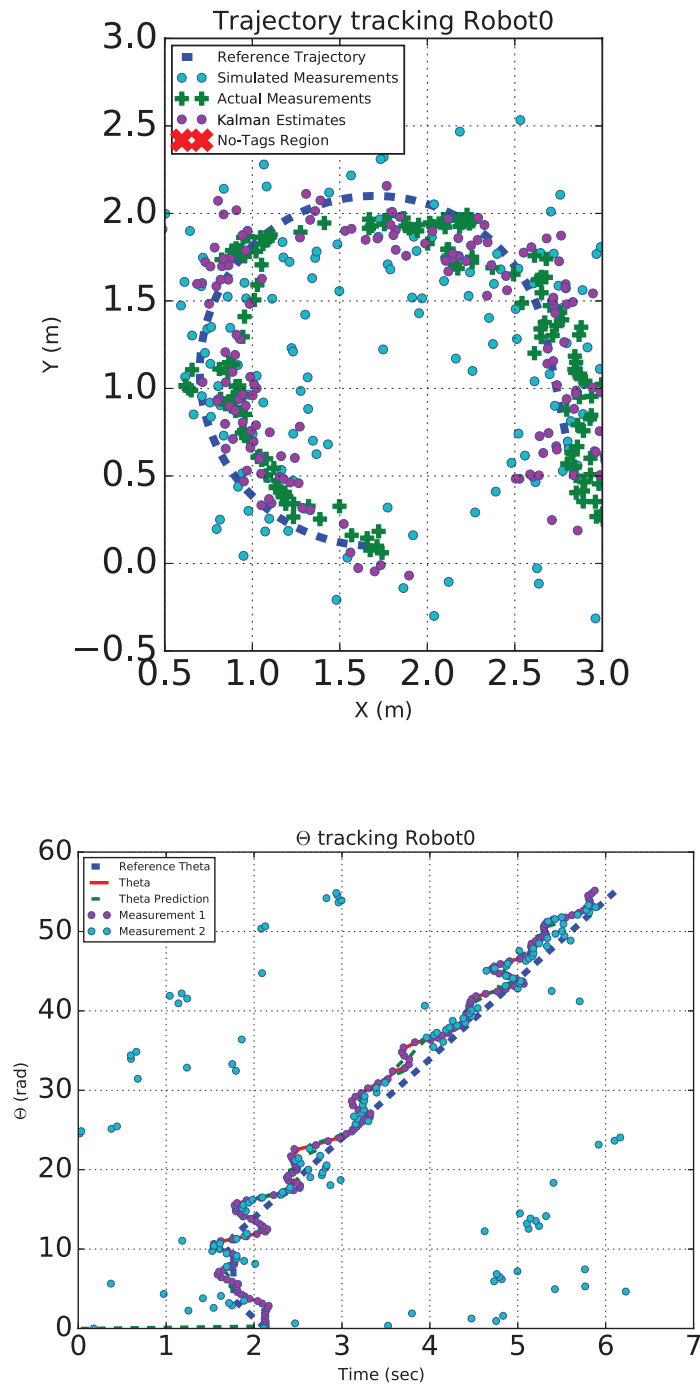 Trajectory tracking Robot0
Reference Trajectory
Simulated Measurements
Actual Measurements
Kalman Estimates
No-Tags Region
3.0
2.5
2.0
1.5
1.0
0.5
0.0
−0.5
Y (m)
0.5 1.0 1.5 2.0 2.5 3.0
X (m)
Θ tracking Robot0
Reference Theta
Theta
Theta Prediction
Measurement 1
Measurement 2
60
50
40
30
20
10
0
Θ (rad)
0 1 2 3 4 5 6 7
Time (sec)